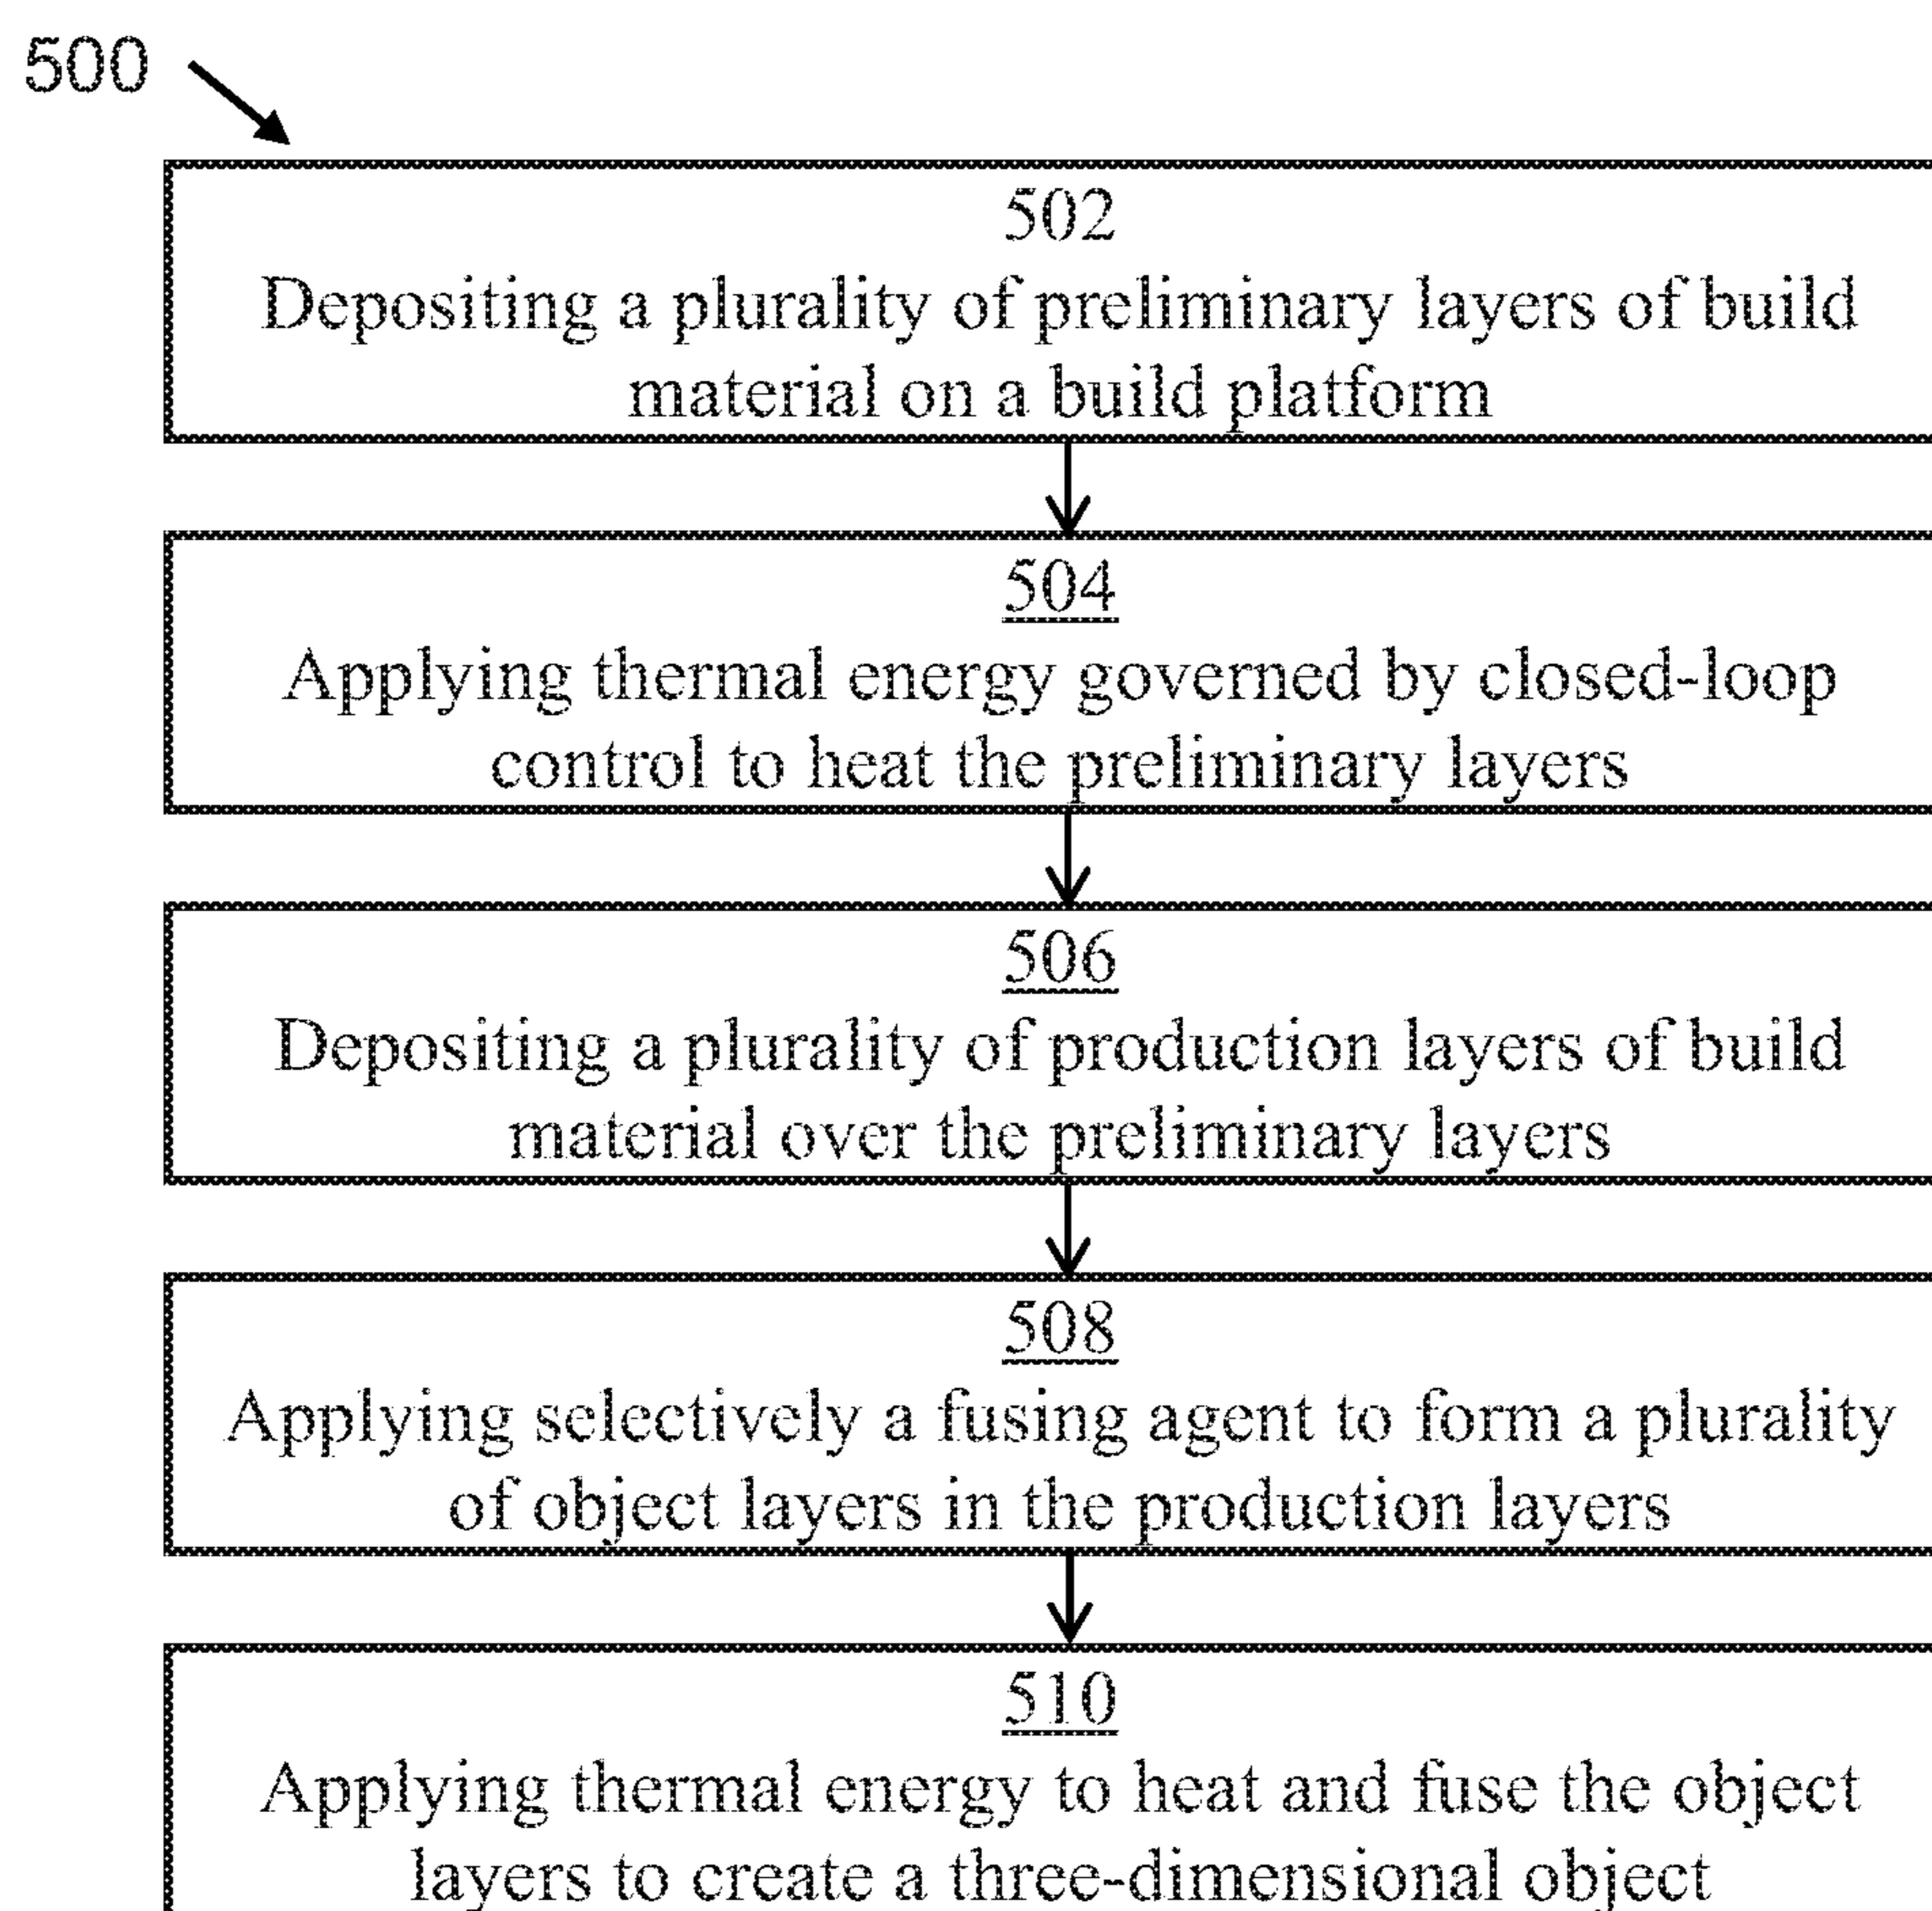 500
502
Depositing a plurality of preliminary layers of build
material on a build platform
504
Applying thermal energy governed by closed-loop
control to heat the preliminary layers
506
Depositing a plurality of production layers of build
material over the preliminary layers
508
Applying selectively a fusing agent to form a plurality
of object layers in the production layers
510
Applying thermal energy to heat and fuse the object
layers to create a three-dimensional object